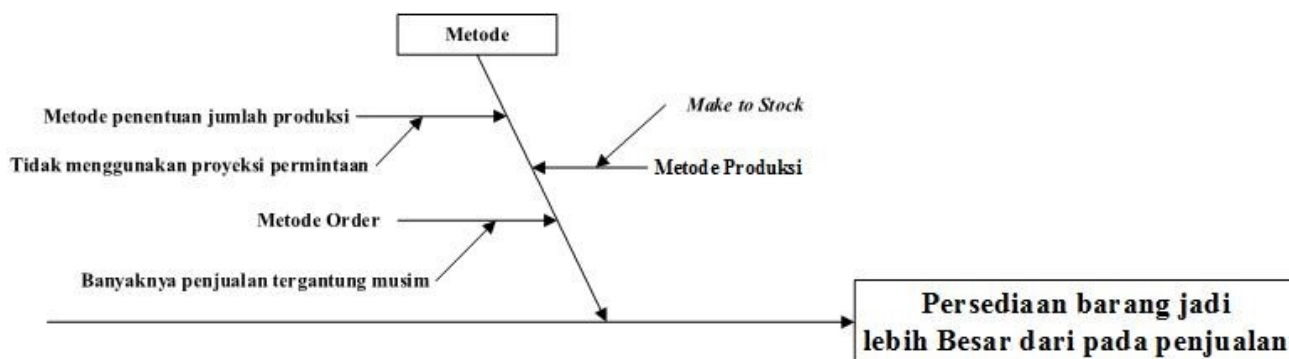 Metode
Metode penentuan jumlah produksi
Make to Stock
Tidak menggunakan proyeksi permintaan
Metode Produksi
Metode Order
Banyaknya penjualan tergantung musim
Persediaan barang jadi
lebih Besar dari pada penjualan